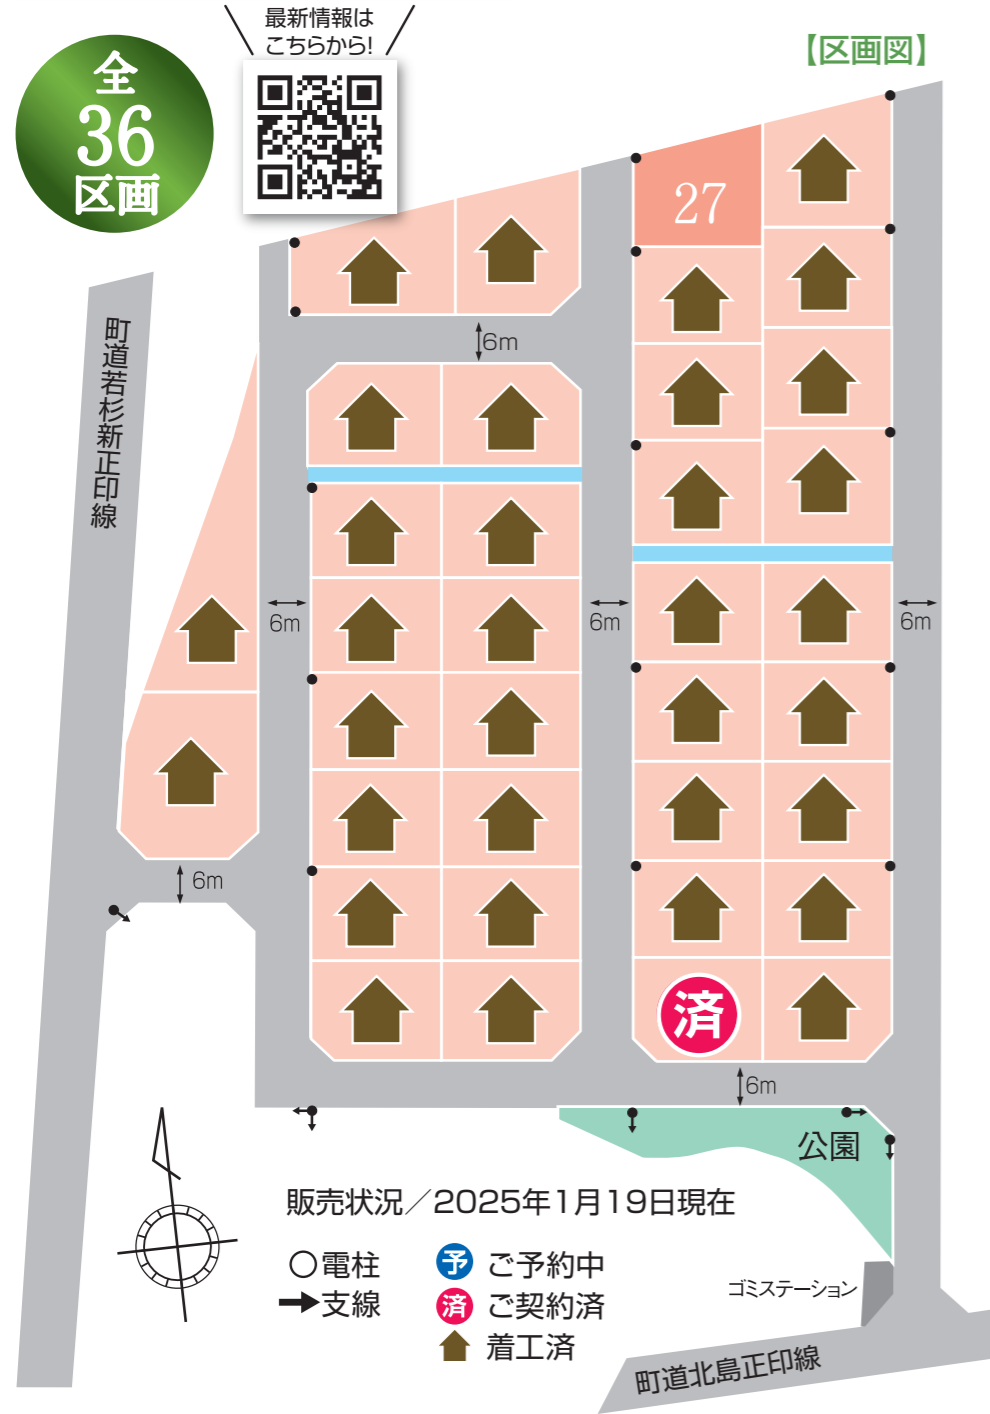 最新情報は
こちらから!
全
36
区画
【区画図】
27
町道若杉新正印線
6m
6m
6m
6m
6m
済
6m
公園
販売状況／2025年1月19日現在
電柱
支線
予 ご予約中
済 ご契約済
着工済
ゴミステーション
町道北島正印線